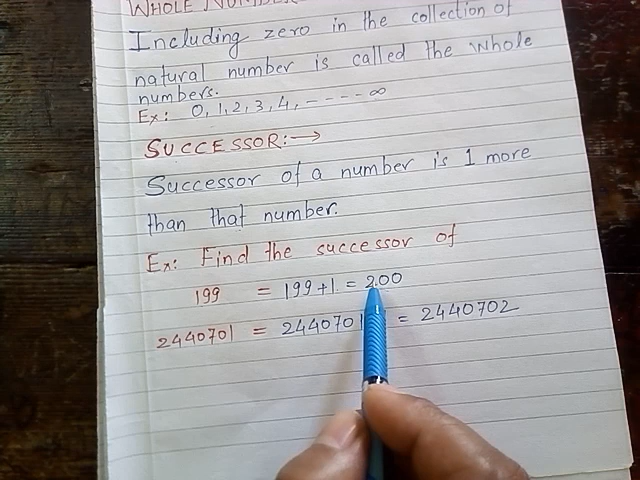 WHOLE NUMBER
Including zero in the collection of
natural number is called the whole
numbers.
Ex: 0, 1, 2, 3, 4, ----- ∞
SUCCESSOR:→
Successor of a number is 1 more
than that number.
Ex: Find the successor of
199 = 199+1 = 200
2440701 = 2440701 = 2440702